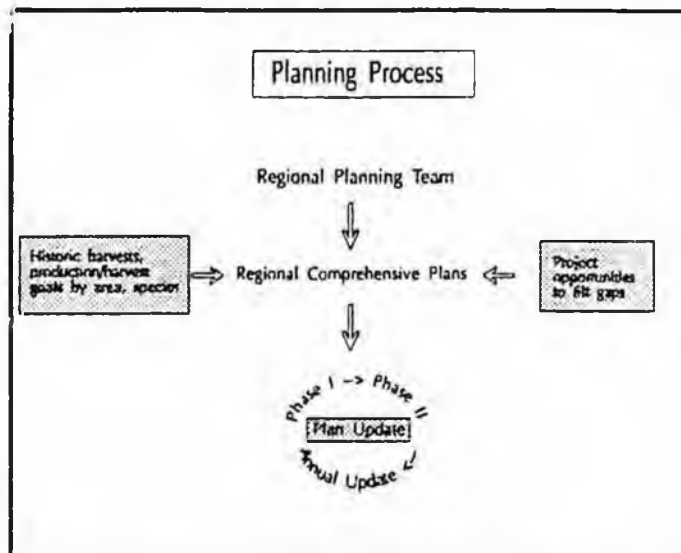 Planning Process
Regional Planning Team
Historic harvests,
production/harvest
goals by area, species
Regional Comprehensive Plans
Project
opportunities
to fill gaps
Phase I -> Phase II
Plan Update
Annual Update